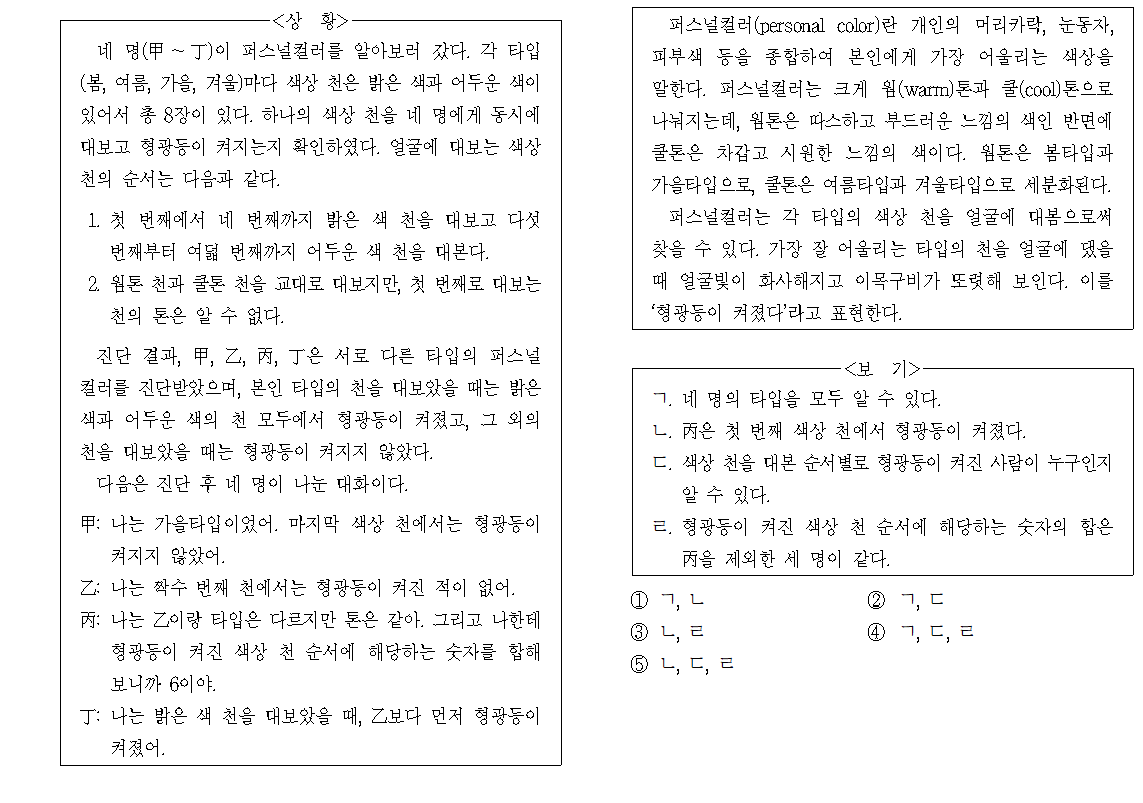 <상 황>
네 명(甲 ~ 丁)이 퍼스널컬러를 알아보러 갔다. 각 타입
(봄, 여름, 가을, 겨울)마다 색상 천은 밝은 색과 어두운 색이
있어서 총 8장이 있다. 하나의 색상 천을 네 명에게 동시에
대보고 형광등이 켜지는지 확인하였다. 얼굴에 대보는 색상
천의 순서는 다음과 같다.
1. 첫 번째에서 네 번째까지 밝은 색 천을 대보고 다섯
번째부터 여덟 번째까지 어두운 색 천을 대본다.
2. 웜톤 천과 쿨톤 천을 교대로 대보지만, 첫 번째로 대보는
천의 톤은 알 수 없다.
진단 결과, 甲, 乙, 丙, 丁은 서로 다른 타입의 퍼스널
컬러를 진단받았으며, 본인 타입의 천을 대보았을 때는 밝은
색과 어두운 색의 천 모두에서 형광등이 켜졌고, 그 외의
천을 대보았을 때는 형광등이 켜지지 않았다.
다음은 진단 후 네 명이 나눈 대화이다.
甲: 나는 가을타입이었어. 마지막 색상 천에서는 형광등이
켜지지 않았어.
乙: 나는 짝수 번째 천에서는 형광등이 켜진 적이 없어.
丙: 나는 乙이랑 타입은 다르지만 톤은 같아. 그리고 나한테
형광등이 켜진 색상 천 순서에 해당하는 숫자를 합해
보니까 6이야.
丁: 나는 밝은 색 천을 대보았을 때, 乙보다 먼저 형광등이
켜졌어.
퍼스널컬러(personal color)란 개인의 머리카락, 눈동자,
피부색 등을 종합하여 본인에게 가장 어울리는 색상을
말한다. 퍼스널컬러는 크게 웜(warm)톤과 쿨(cool)톤으로
나눠지는데, 웜톤은 따스하고 부드러운 느낌의 색인 반면에
쿨톤은 차갑고 시원한 느낌의 색이다. 웜톤은 봄타입과
가을타입으로, 쿨톤은 여름타입과 겨울타입으로 세분화된다.
퍼스널컬러는 각 타입의 색상 천을 얼굴에 대봄으로써
찾을 수 있다. 가장 잘 어울리는 타입의 천을 얼굴에 댔을
때 얼굴빛이 화사해지고 이목구비가 또렷해 보인다. 이를
‘형광등이 켜졌다’라고 표현한다.
<보 기>
ㄱ. 네 명의 타입을 모두 알 수 있다.
ㄴ. 丙은 첫 번째 색상 천에서 형광등이 켜졌다.
ㄷ. 색상 천을 대본 순서별로 형광등이 켜진 사람이 누구인지
알 수 있다.
ㄹ. 형광등이 켜진 색상 천 순서에 해당하는 숫자의 합은
丙을 제외한 세 명이 같다.
① ㄱ, ㄴ
② ㄱ, ㄷ
③ ㄴ, ㄹ
④ ㄱ, ㄷ, ㄹ
⑤ ㄴ, ㄷ, ㄹ